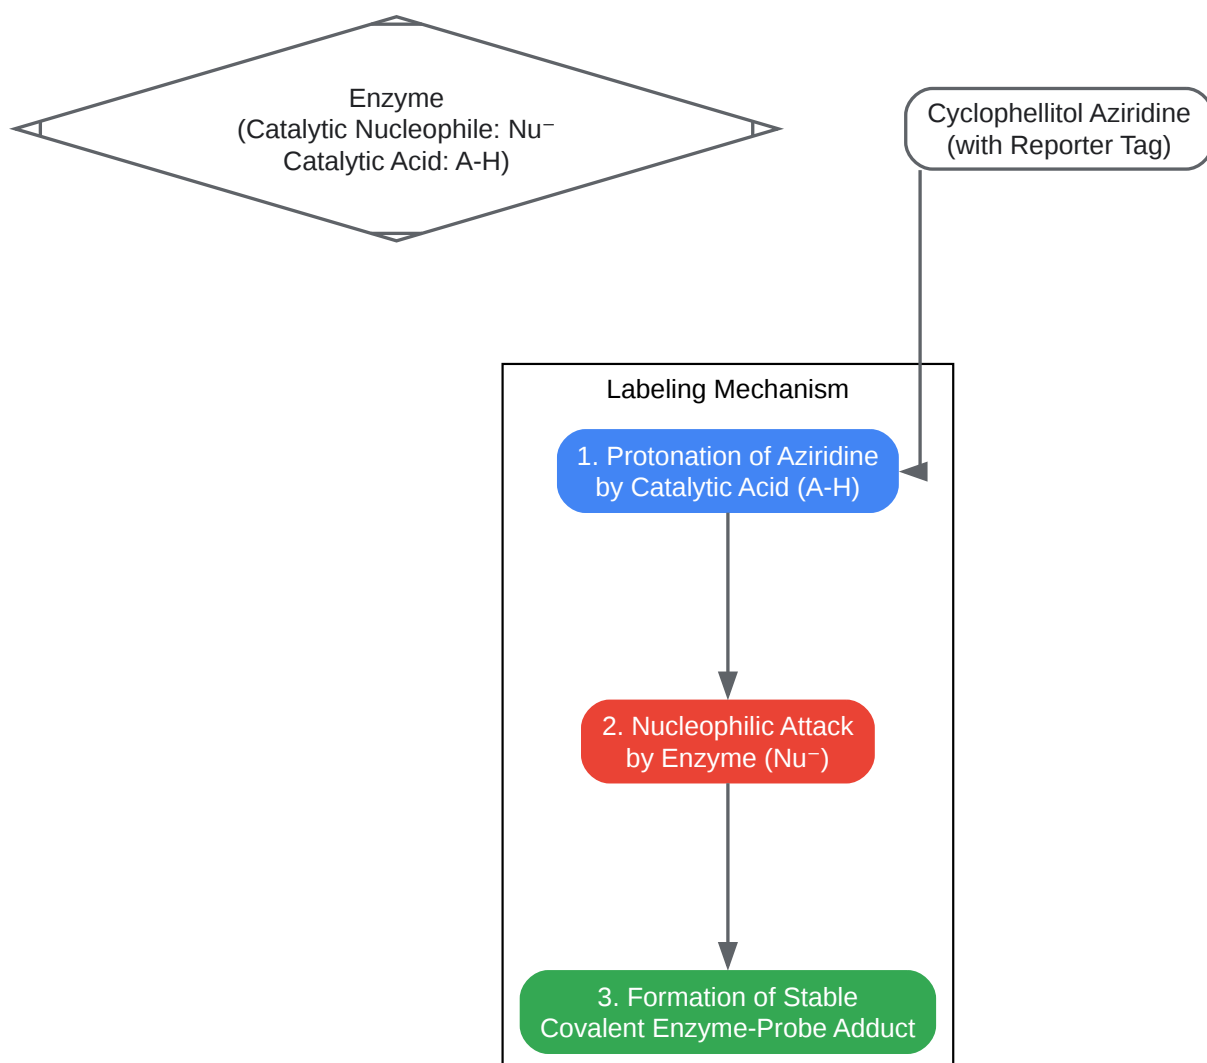 Enzyme
(Catalytic Nucleophile: Nu⁻
Catalytic Acid: A-H)
Cyclophellitol Aziridine
(with Reporter Tag)
Labeling Mechanism
1. Protonation of Aziridine
by Catalytic Acid (A-H)
2. Nucleophilic Attack
by Enzyme (Nu⁻)
3. Formation of Stable
Covalent Enzyme-Probe Adduct